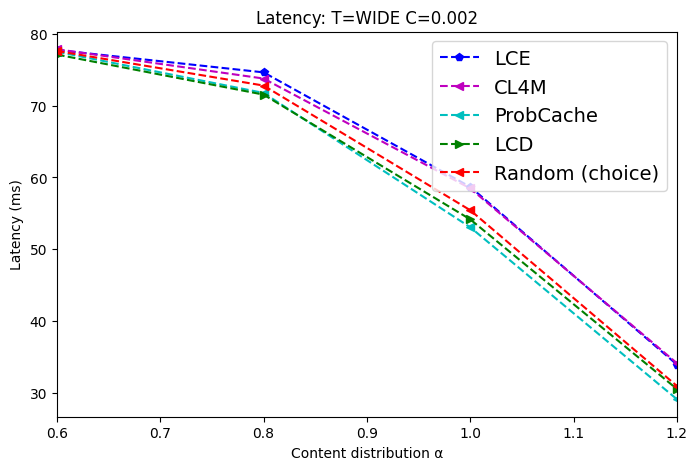 Latency: T=WIDE C=0.002
80
70
60
50
40
30
Latency (ms)
LCE
CL4M
ProbCache
LCD
Random (choice)
0.6
0.7
0.8
0.9
1.0
1.1
1.2
Content distribution α